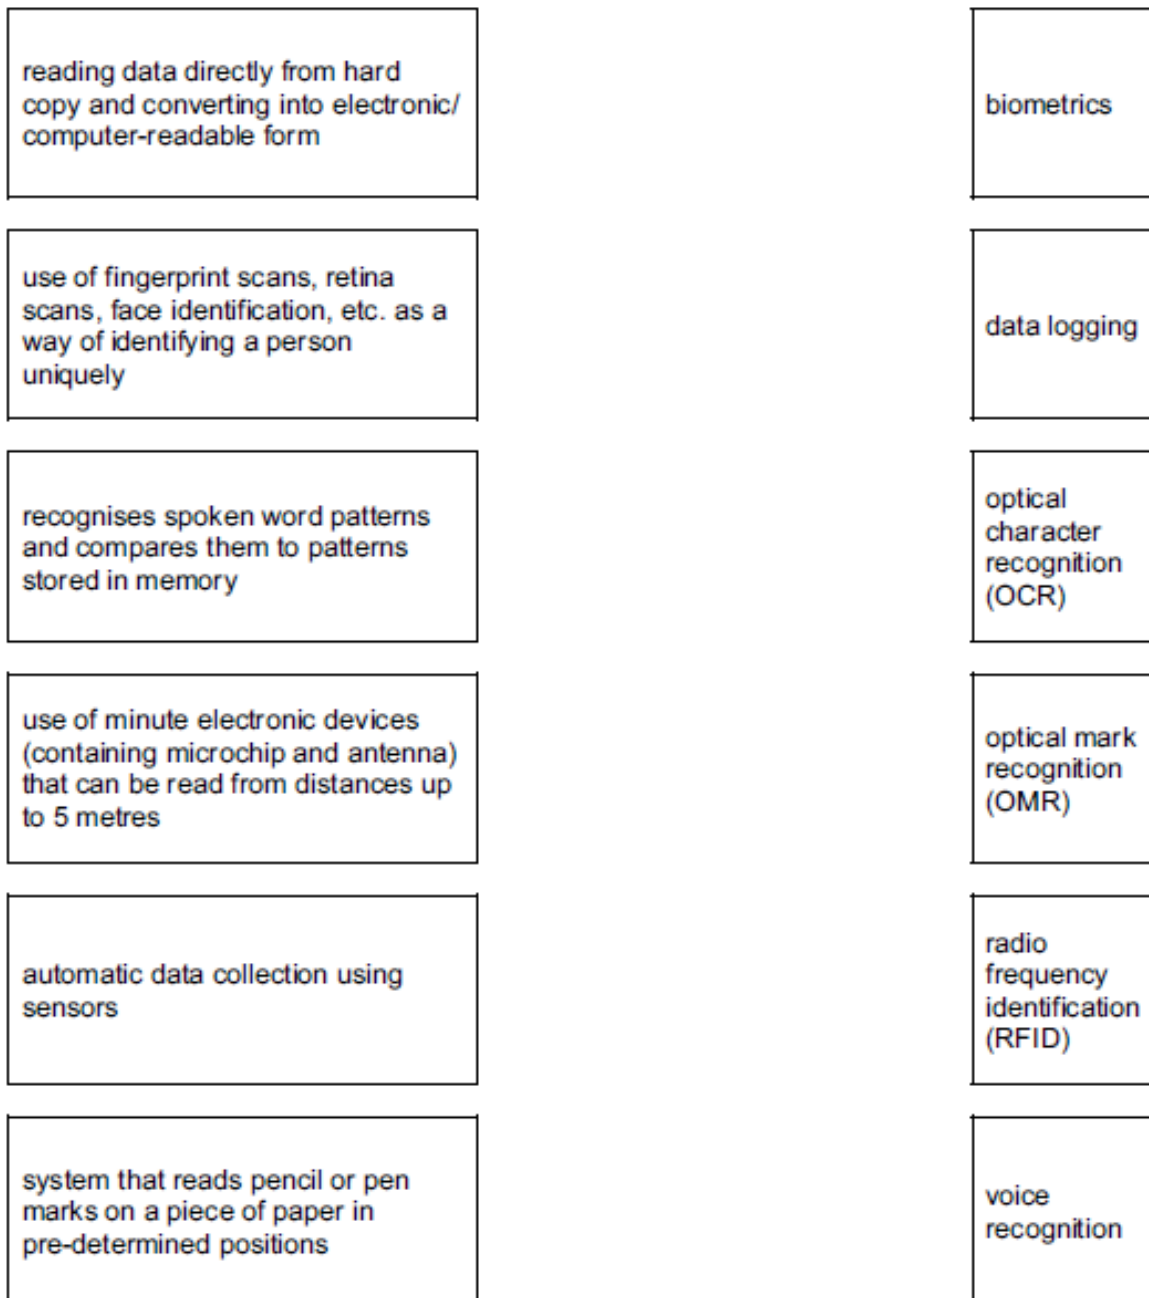 reading data directly from hard
copy and converting into electronic/
computer-readable form
biometrics
use of fingerprint scans, retina
scans, face identification, etc. as a
way of identifying a person
uniquely
data logging
recognises spoken word patterns
and compares them to patterns
stored in memory
optical
character
recognition
(OCR)
use of minute electronic devices
(containing microchip and antenna)
that can be read from distances up
to 5 metres
optical mark
recognition
(OMR)
automatic data collection using
sensors
radio
frequency
identification
(RFID)
system that reads pencil or pen
marks on a piece of paper in
pre-determined positions
voice
recognition